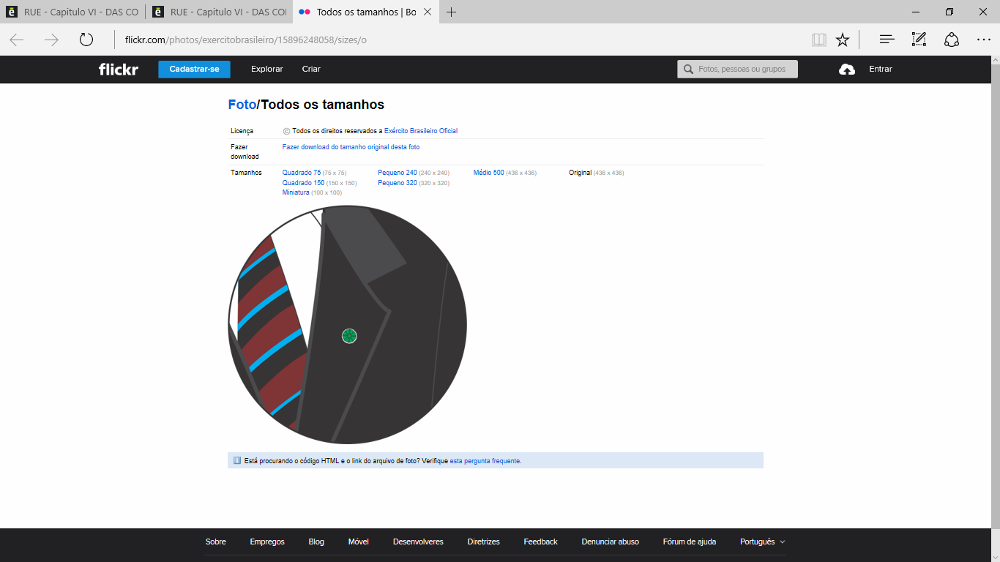 RUE - Capitulo VI - DAS CO
RUE - Capitulo VI - DAS CO
Todos os tamanhos | Bo
flickr.com/photos/exercitobrasileiro/15896248058/sizes/o
flickr Cadastrar-se Explorar Criar Fotos, pessoas ou grupos Entrar
Foto/Todos os tamanhos
Licença © Todos os direitos reservados a Exército Brasileiro Oficial
Fazer download Fazer download do tamanho original desta foto
Tamanhos Quadrado 75 (75 x 75) Pequeno 240 (240 x 240) Médio 500 (436 x 436) Original (436 x 436)
Quadrado 150 (150 x 150) Pequeno 320 (320 x 320)
Miniatura (100 x 100)
Está procurando o código HTML e o link do arquivo de foto? Verifique esta pergunta frequente.
Sobre Empregos Blog Móvel Desenvolveres Diretrizes Feedback Denunciar abuso Fórum de ajuda Português